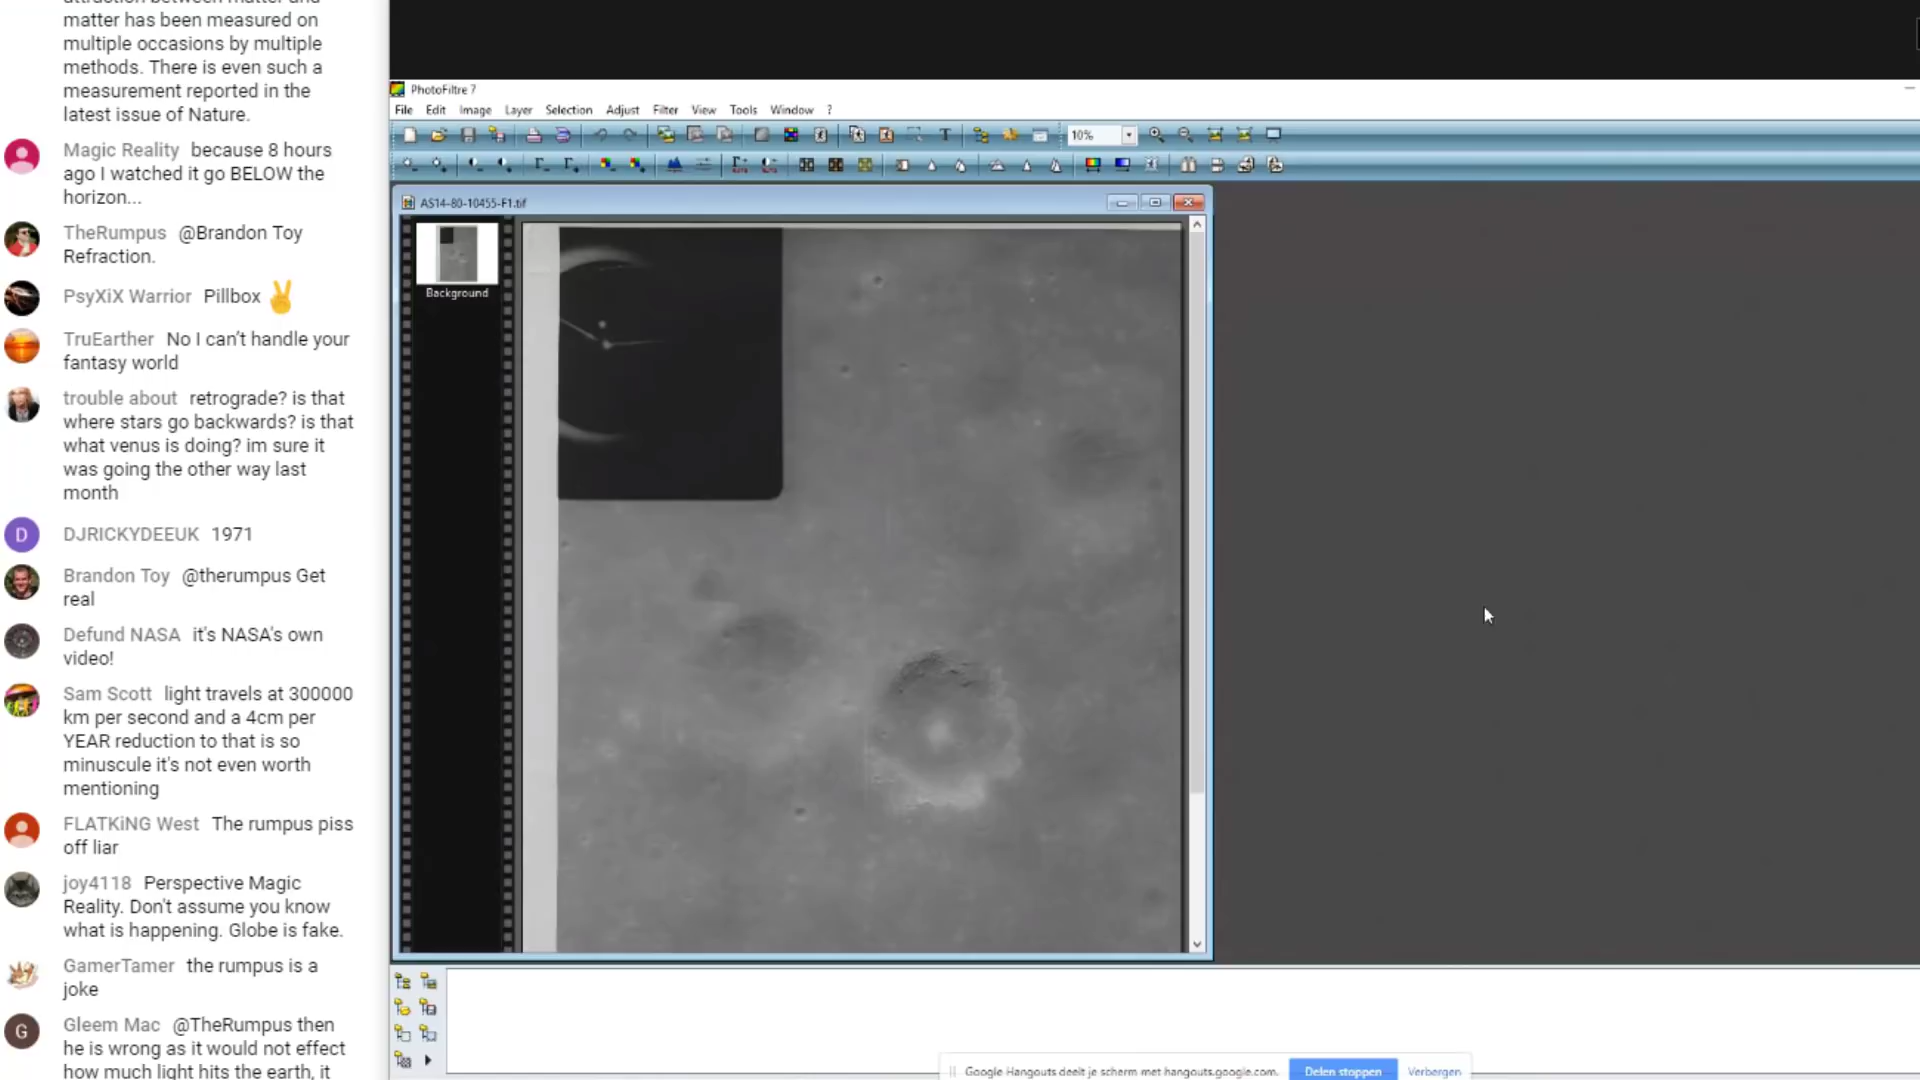 attraction between matter and
matter has been measured on
multiple occasions by multiple
methods. There is even such a
measurement reported in the
latest issue of Nature.
Magic Reality because 8 hours
ago I watched it go BELOW the
horizon...
TheRumpus @Brandon Toy
Refraction.
PsyXiX Warrior Pillbox ✌
TruEarther No I can’t handle your
fantasy world
trouble about retrograde? is that
where stars go backwards? is that
what venus is doing? im sure it
was going the other way last
month
D
DJRICKYDEEUK 1971
Brandon Toy @therumpus Get
real
Defund NASA it's NASA's own
video!
Sam Scott light travels at 300000
km per second and a 4cm per
YEAR reduction to that is so
minuscule it's not even worth
mentioning
FLATKiNG West The rumpus piss
off liar
joy4118 Perspective Magic
Reality. Don't assume you know
what is happening. Globe is fake.
GamerTamer the rumpus is a
joke
G
Gleem Mac @TheRumpus then
he is wrong as it would not effect
how much light hits the earth, it
PhotoFiltre 7
File Edit Image Layer Selection Adjust Filter View Tools Window ?
10%
AS14-80-10455-F1.tif
Background
Google Hangouts deelt je scherm met hangouts.google.com.
Delen stoppen
Verbergen